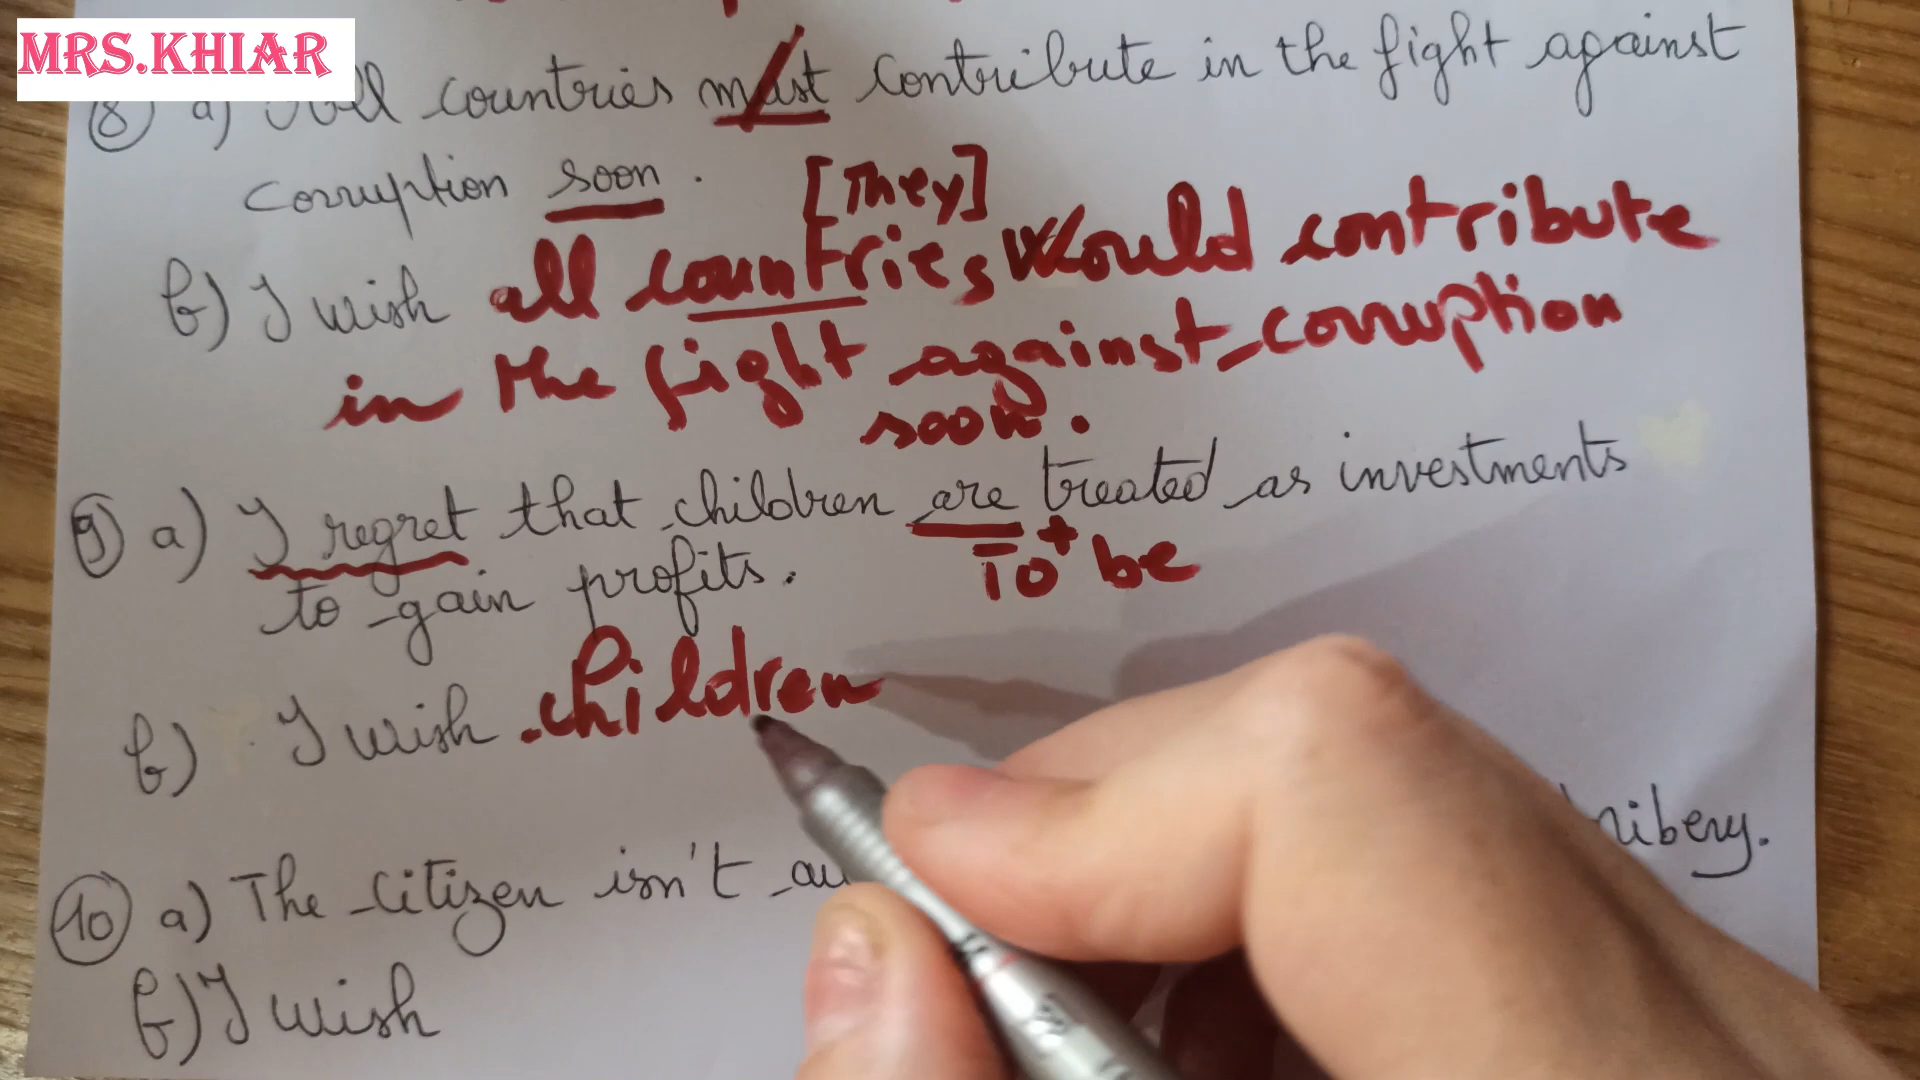 MRS.KHIAR
8) a) All countries must contribute in the fight against
corruption soon.
[They]
b) I wish all countries would contribute
in the fight against corruption
soon.
9) a) I regret that children are treated as investments
to gain profits.
To + be
b) I wish children
10) a) The citizen isn't
b) I wish